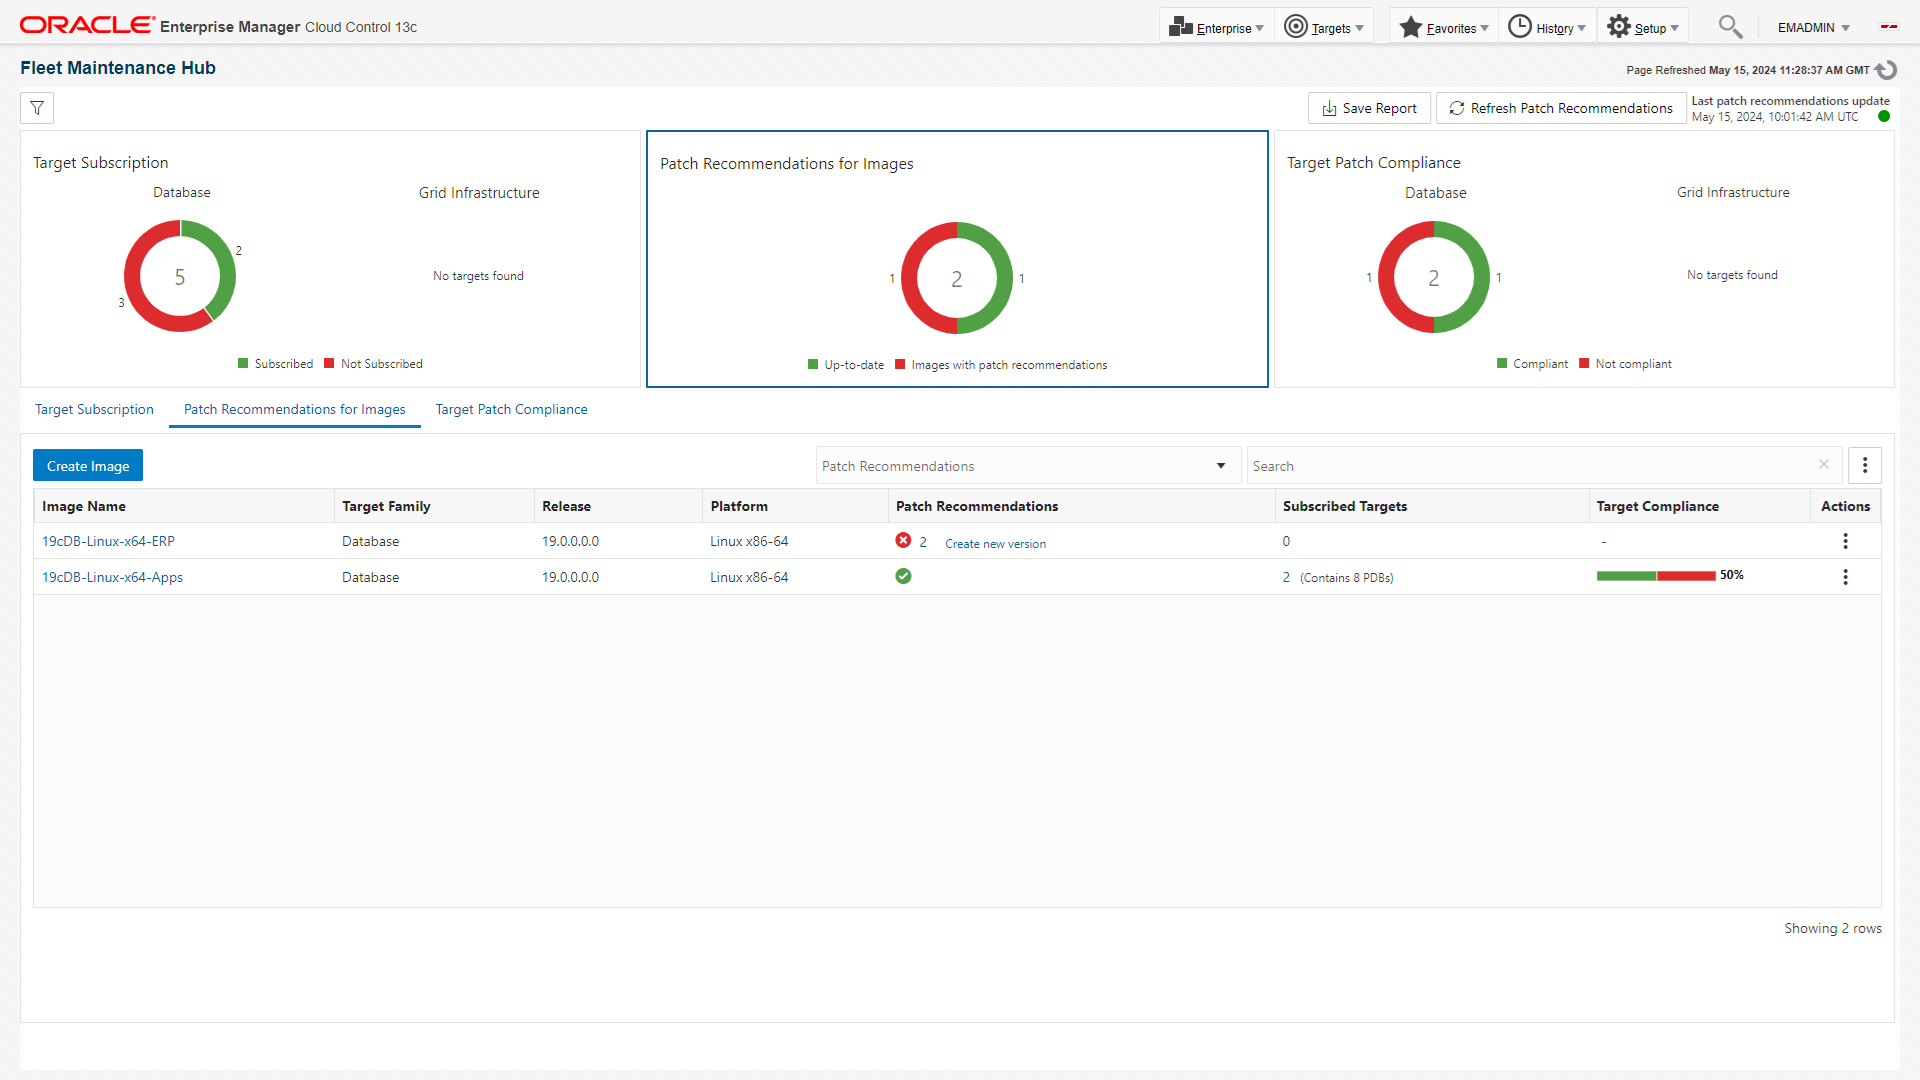 ORACLE Enterprise Manager Cloud Control 13c
Enterprise Targets Favorites History Setup EMADMIN
Fleet Maintenance Hub
Page Refreshed May 15, 2024 11:28:37 AM GMT
Save Report
Refresh Patch Recommendations
Last patch recommendations update
May 15, 2024, 10:01:42 AM UTC
Target Subscription
Database
Grid Infrastructure
2
5
3
No targets found
Subscribed Not Subscribed
Patch Recommendations for Images
1 2 1
Up-to-date Images with patch recommendations
Target Patch Compliance
Database
Grid Infrastructure
1 2 1
No targets found
Compliant Not compliant
Target Subscription Patch Recommendations for Images Target Patch Compliance
Create Image Patch Recommendations Search
Image Name Target Family Release Platform Patch Recommendations Subscribed Targets Target Compliance Actions
19cDB-Linux-x64-ERP Database 19.0.0.0.0 Linux x86-64 2 Create new version 0 -
19cDB-Linux-x64-Apps Database 19.0.0.0.0 Linux x86-64 2 (Contains 8 PDBs) 50%
Showing 2 rows